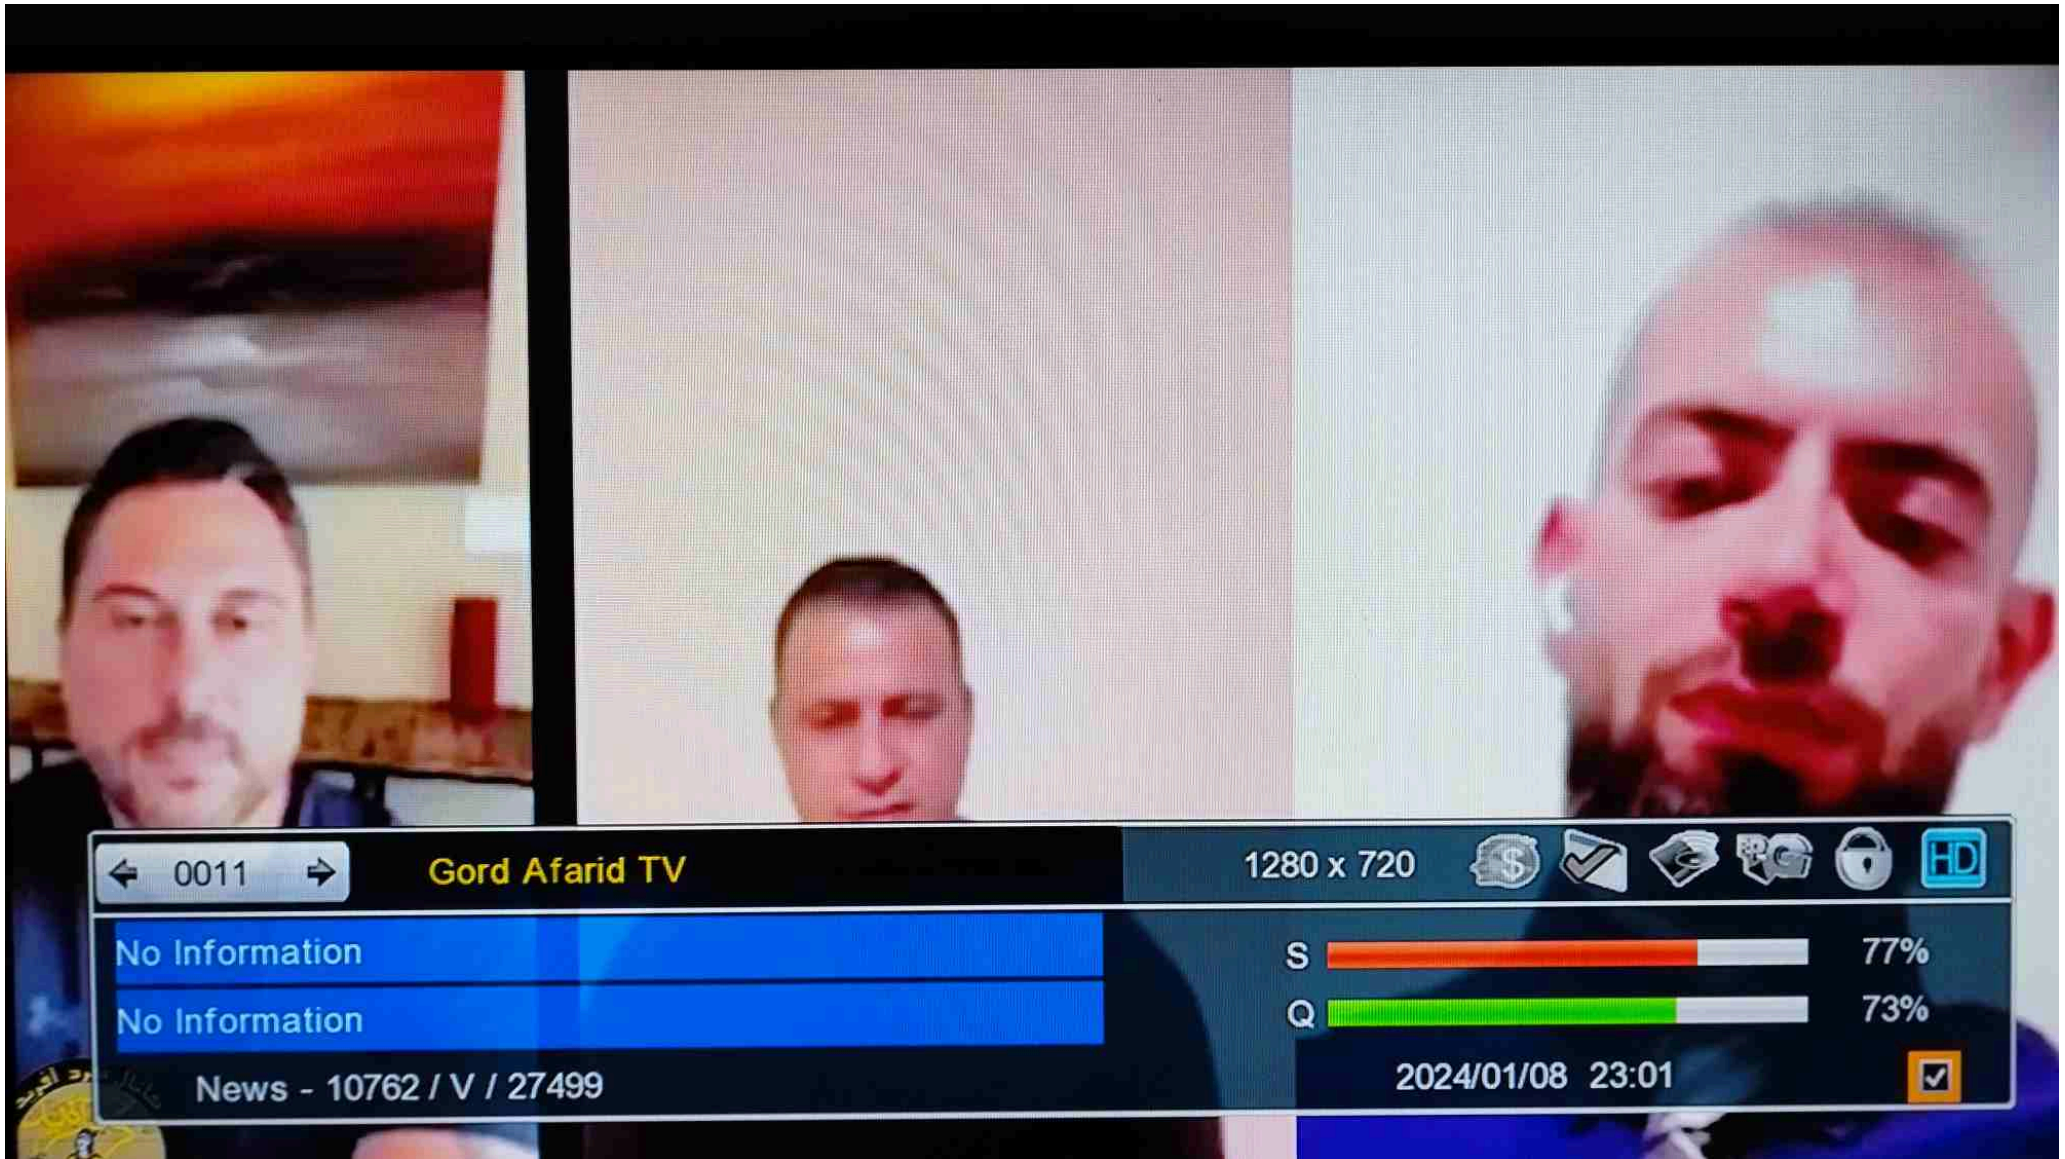 0011
Gord Afarid TV
1280 x 720
HD
No Information
S 77%
No Information
Q 73%
News - 10762 / V / 27499
2024/01/08 23:01